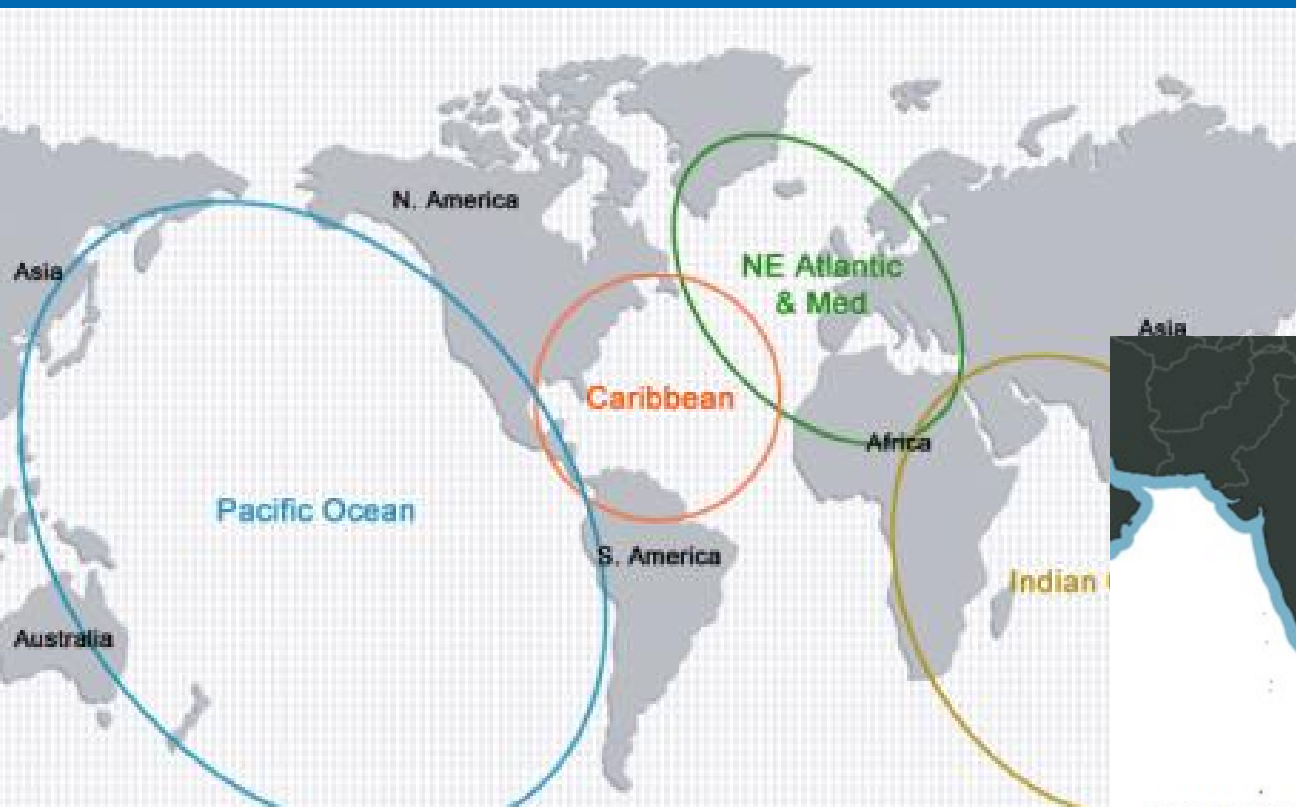 N. America
Asia
NE Atlantic
& Med
Asia
Caribbean
Africa
Pacific Ocean
S. America
Indian
Australia